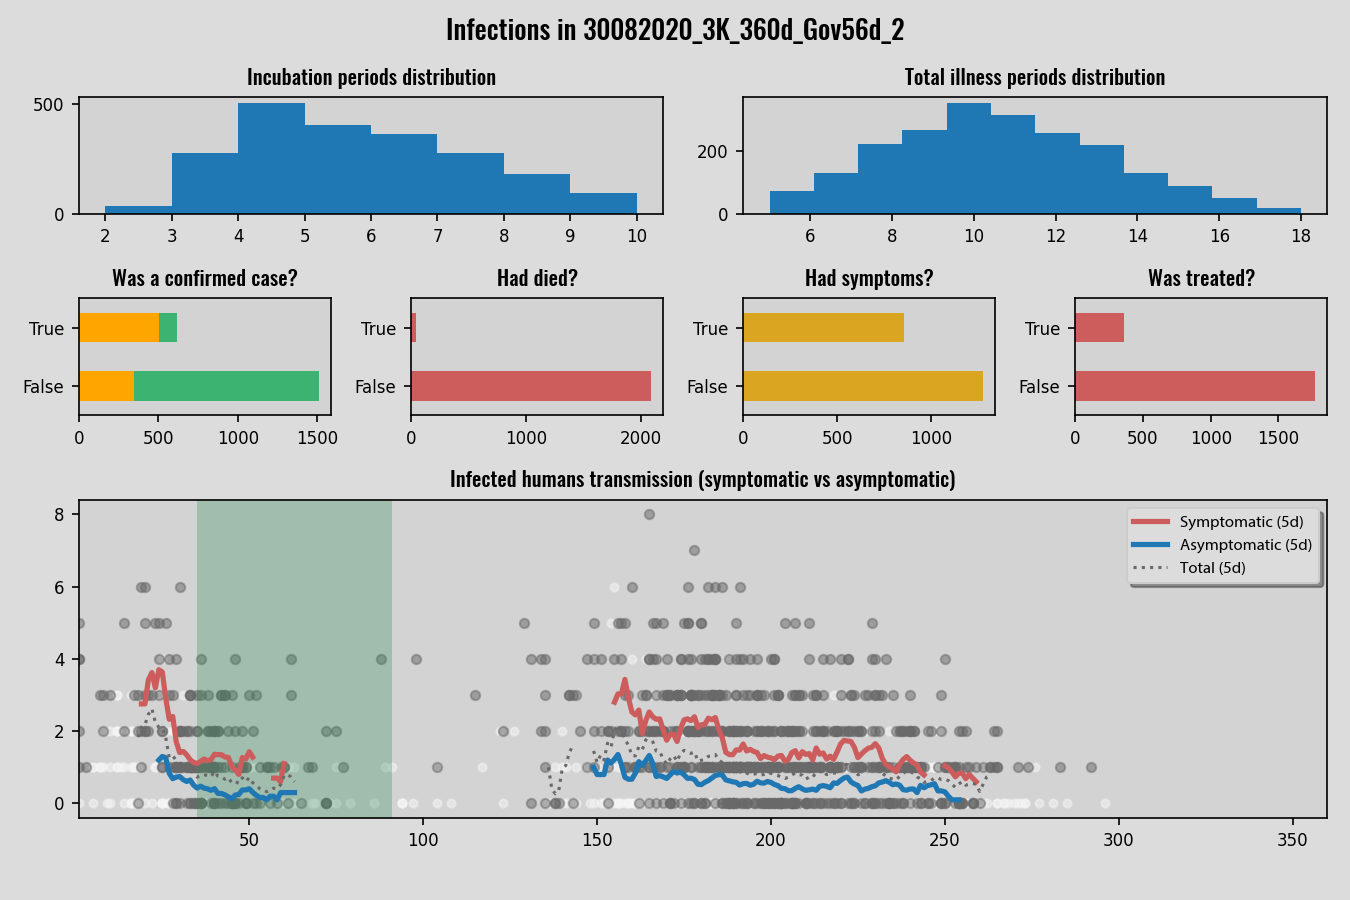 Infections in 30082020_3K_360d_Gov56d_2
Incubation periods distribution
500
0
2 3 4 5 6 7 8 9 10
Total illness periods distribution
200
0
6 8 10 12 14 16 18
Was a confirmed case?
True
False
0 500 1000 1500
Had died?
True
False
0 1000 2000
Had symptoms?
True
False
0 500 1000
Was treated?
True
False
0 500 1000 1500
Infected humans transmission (symptomatic vs asymptomatic)
8
6
4
2
0
50 100 150 200 250 300 350
Symptomatic (5d)
Asymptomatic (5d)
Total (5d)